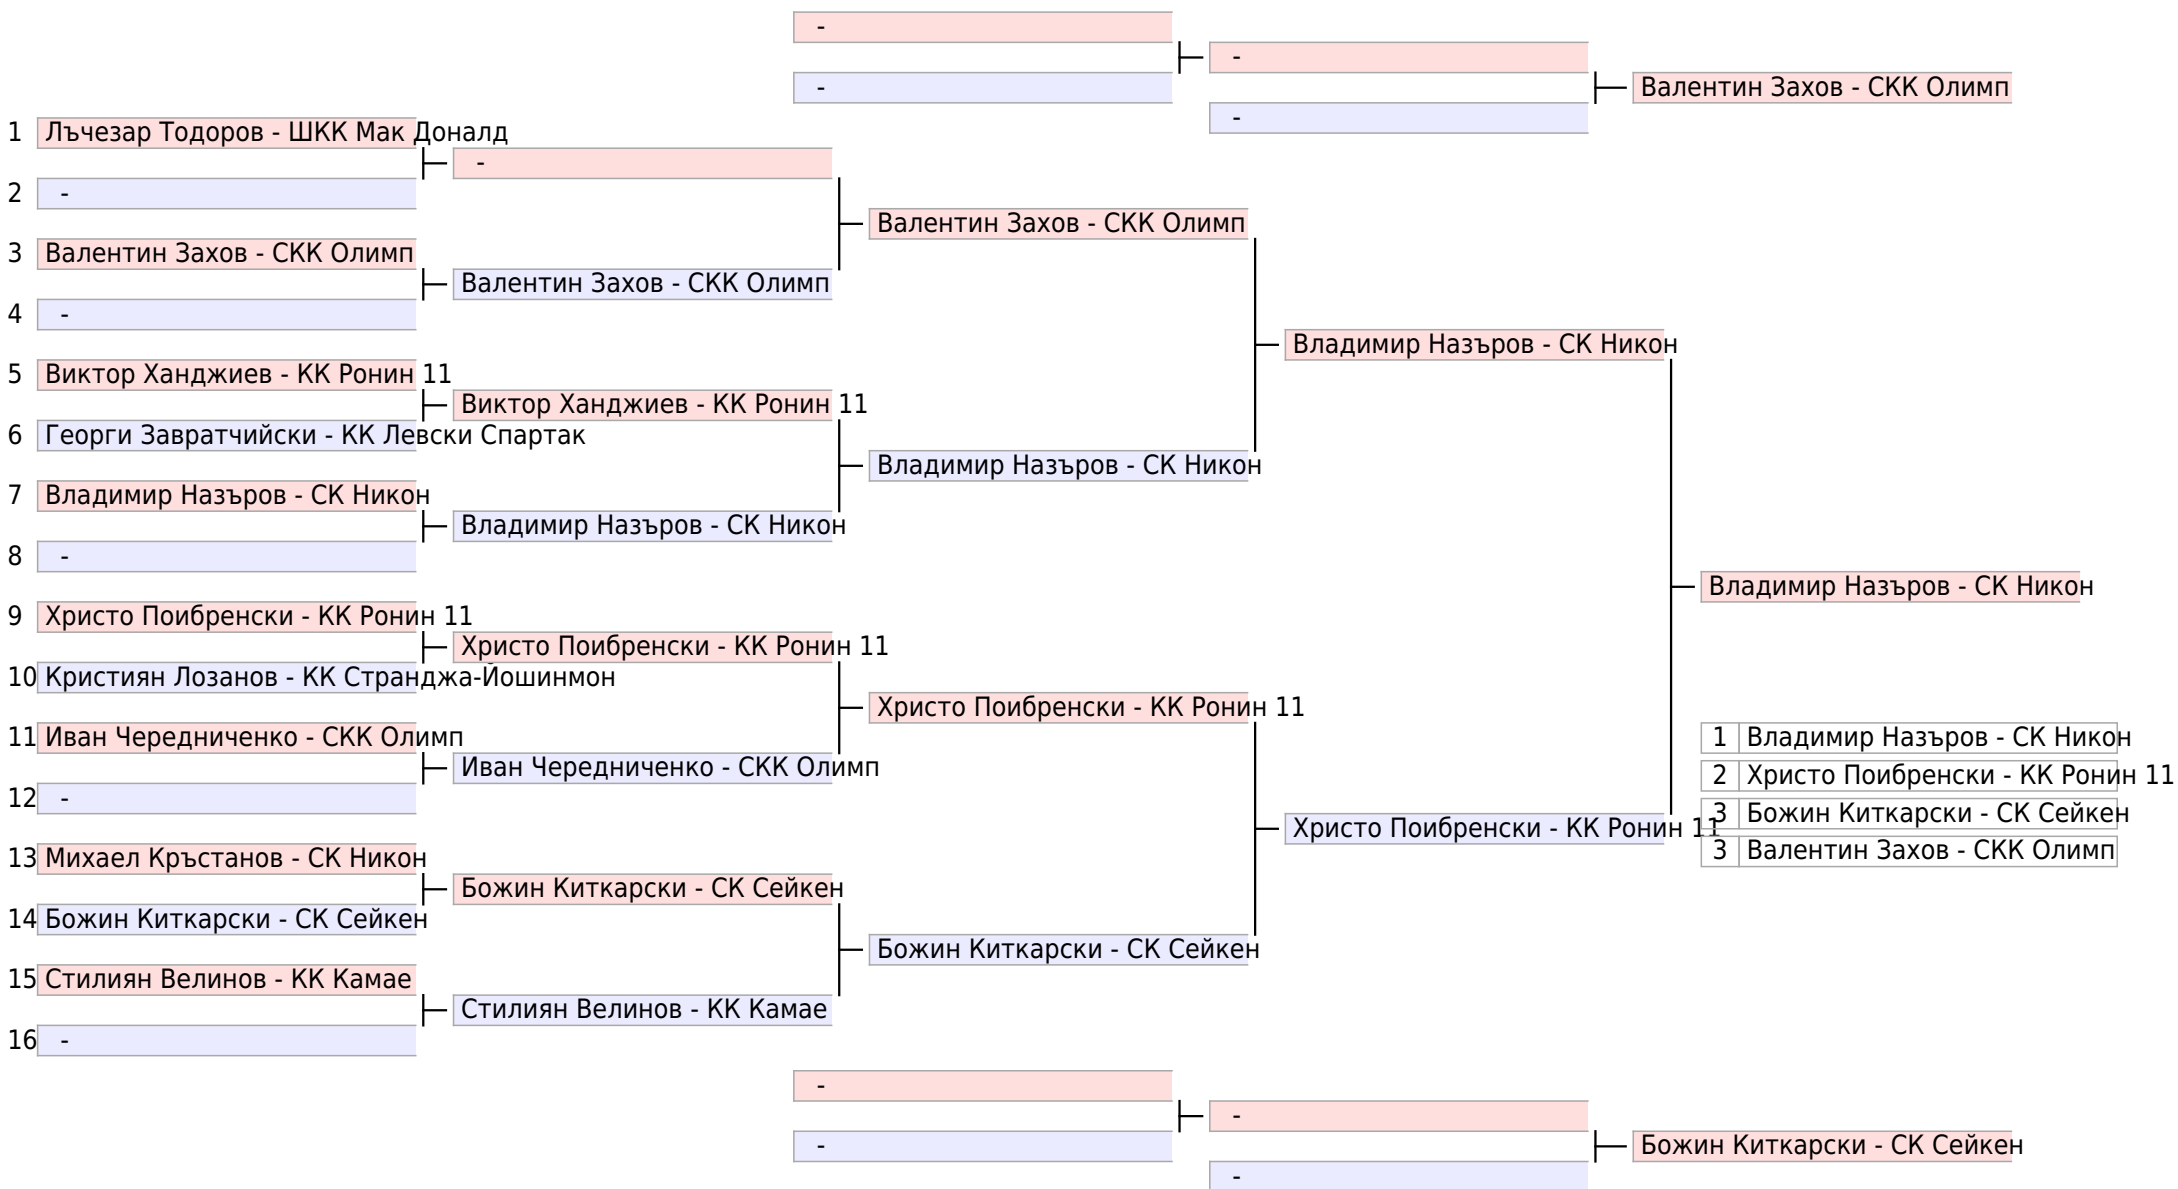 -
-
-
-
Валентин Захов - СКК Олимп
1 Лъчезар Тодоров - ШКК Мак Доналд
2 -
3 Валентин Захов - СКК Олимп
4 -
5 Виктор Ханджиев - КК Ронин 11
6 Георги Завратчийски - КК Левски Спартак
7 Владимир Назъров - СК Никон
8 -
9 Христо Поибренски - КК Ронин 11
10 Кристиян Лозанов - КК Странджа-Йошинмон
11 Иван Чередниченко - СКК Олимп
12 -
13 Михаел Кръстанов - СК Никон
14 Божин Киткарски - СК Сейкен
15 Стилиян Велинов - КК Камае
16 -
-
Валентин Захов - СКК Олимп
Виктор Ханджиев - КК Ронин 11
Владимир Назъров - СК Никон
Христо Поибренски - КК Ронин 11
Иван Чередниченко - СКК Олимп
Божин Киткарски - СК Сейкен
Стилиян Велинов - КК Камае
Валентин Захов - СКК Олимп
Владимир Назъров - СК Никон
Христо Поибренски - КК Ронин 11
Божин Киткарски - СК Сейкен
Владимир Назъров - СК Никон
Христо Поибренски - КК Ронин 11
Владимир Назъров - СК Никон
1 Владимир Назъров - СК Никон
2 Христо Поибренски - КК Ронин 11
3 Божин Киткарски - СК Сейкен
3 Валентин Захов - СКК Олимп
-
-
-
-
Божин Киткарски - СК Сейкен